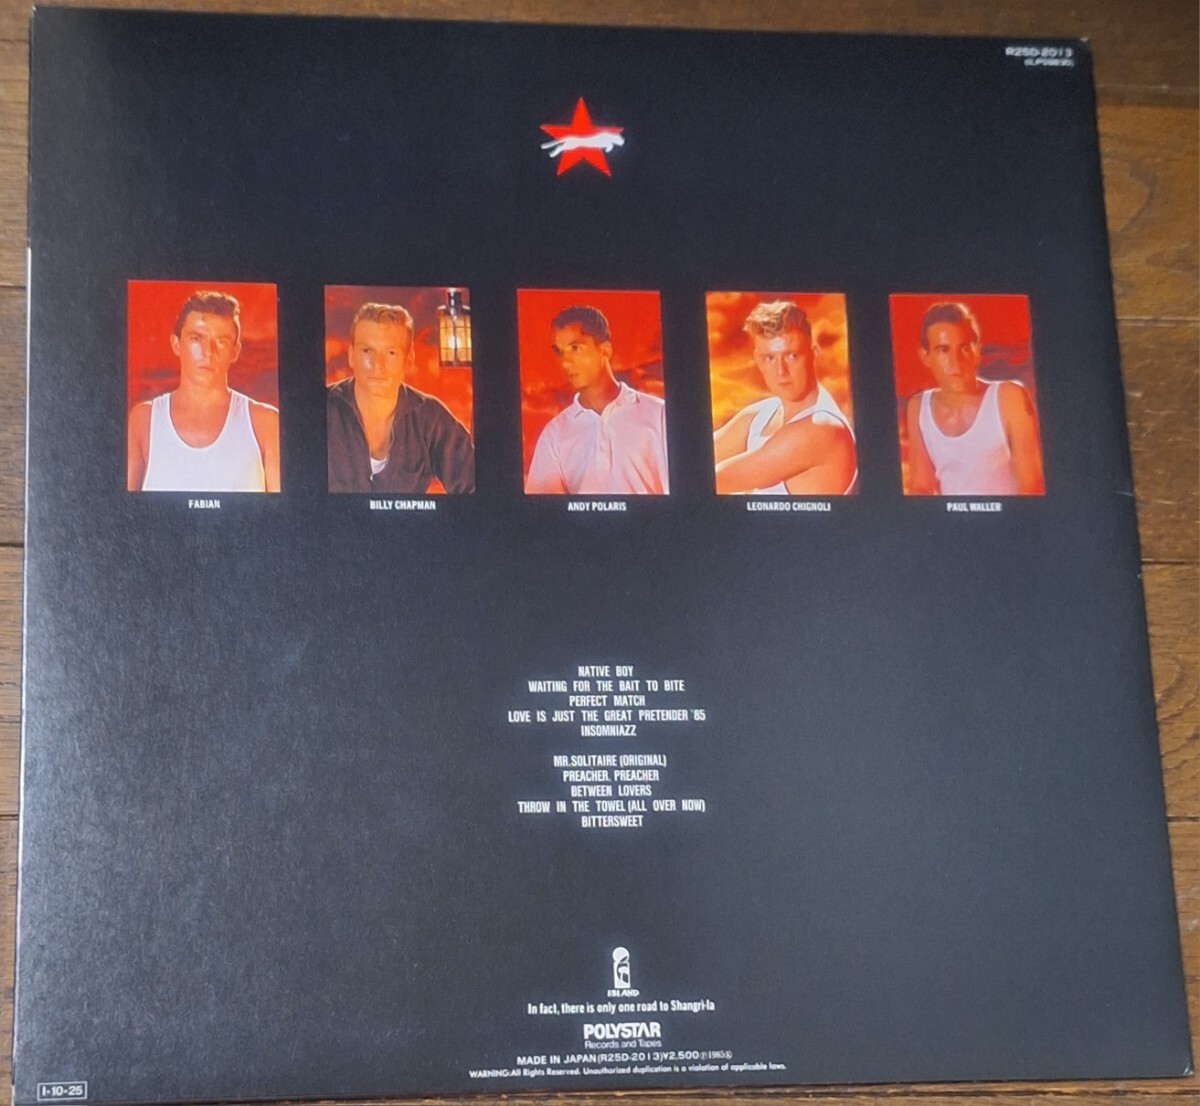 R25D-2013
(ILPS9830)
FABIAN
BILLY CHAPMAN
ANDY POLARIS
LEONARDO CHIGNOLI
PAUL WALLER
NATIVE BOY
WAITING FOR THE BAIT TO BITE
PERFECT MATCH
LOVE IS JUST THE GREAT PRETENDER '85
INSOMNIAZZ
MR.SOLITAIRE (ORIGINAL)
PREACHER, PREACHER
BETWEEN LOVERS
THROW IN THE TOWEL (ALL OVER NOW)
BITTERSWEET
ISLAND
In fact, there is only one road to Shangri-la
POLYSTAR
Records and Tapes
MADE IN JAPAN(R25D-2013)¥2,500 Ⓟ1985Ⓚ
WARNING:All Rights Reserved. Unauthorized duplication is a violation of applicable laws.
I-10-25